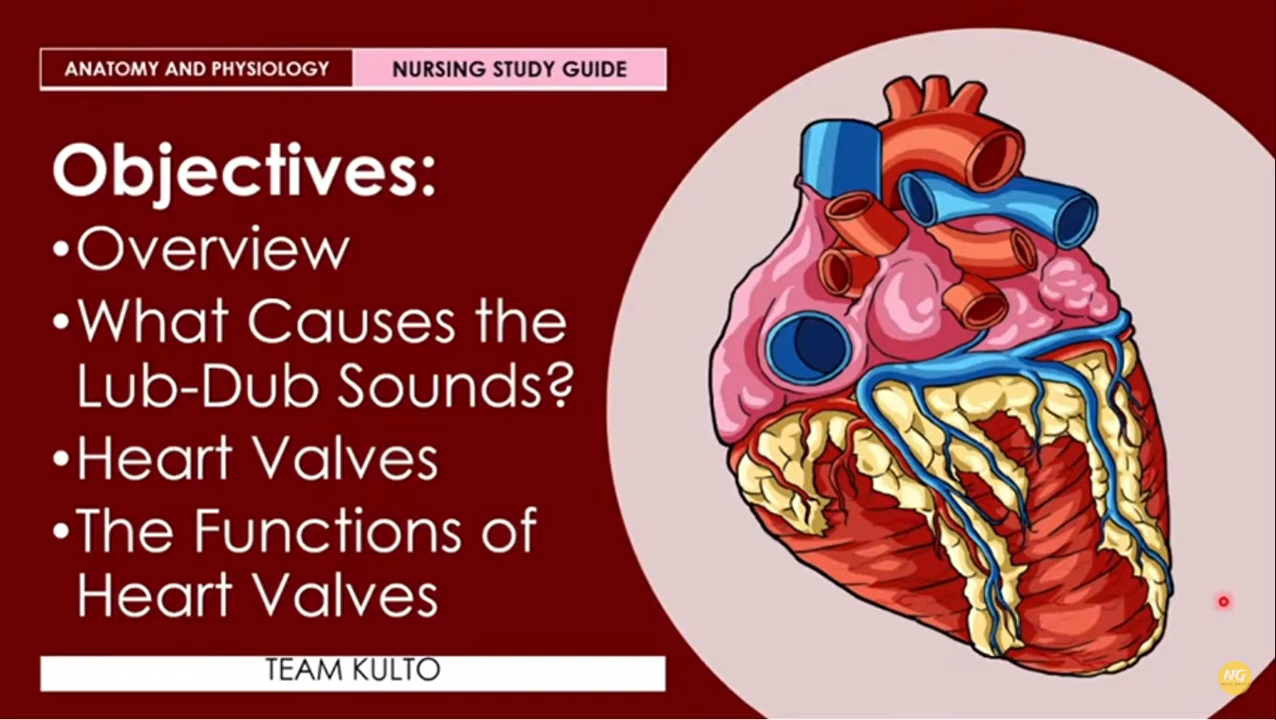 ANATOMY AND PHYSIOLOGY
NURSING STUDY GUIDE
Objectives:
•Overview
•What Causes the
Lub-Dub Sounds?
•Heart Valves
•The Functions of
Heart Valves
TEAM KULTO
NG